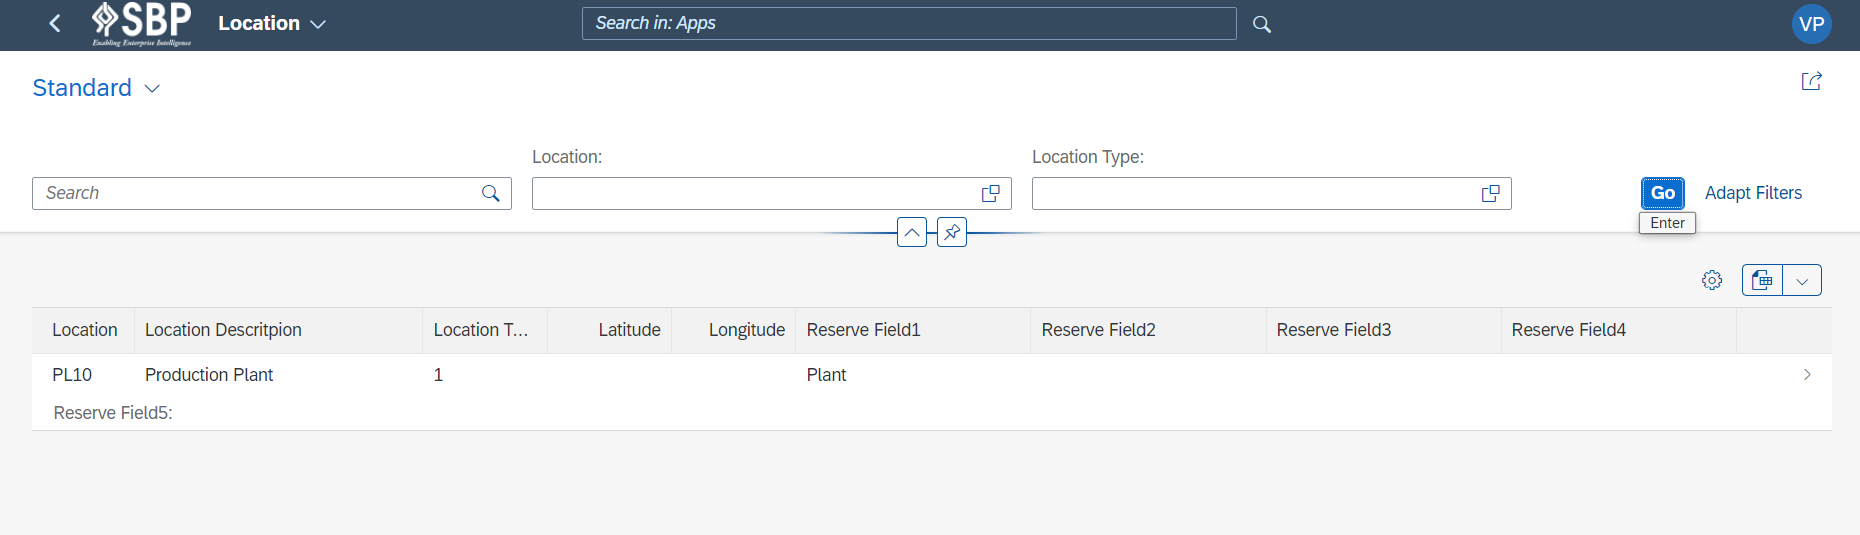 SBP
Enabling Enterprise Intelligence
Location
Search in: Apps
VP
Standard
Location:
Location Type:
Search
Go
Adapt Filters
Enter
Location Location Descritpion Location T... Latitude Longitude Reserve Field1 Reserve Field2 Reserve Field3 Reserve Field4
PL10 Production Plant 1 Plant
Reserve Field5: